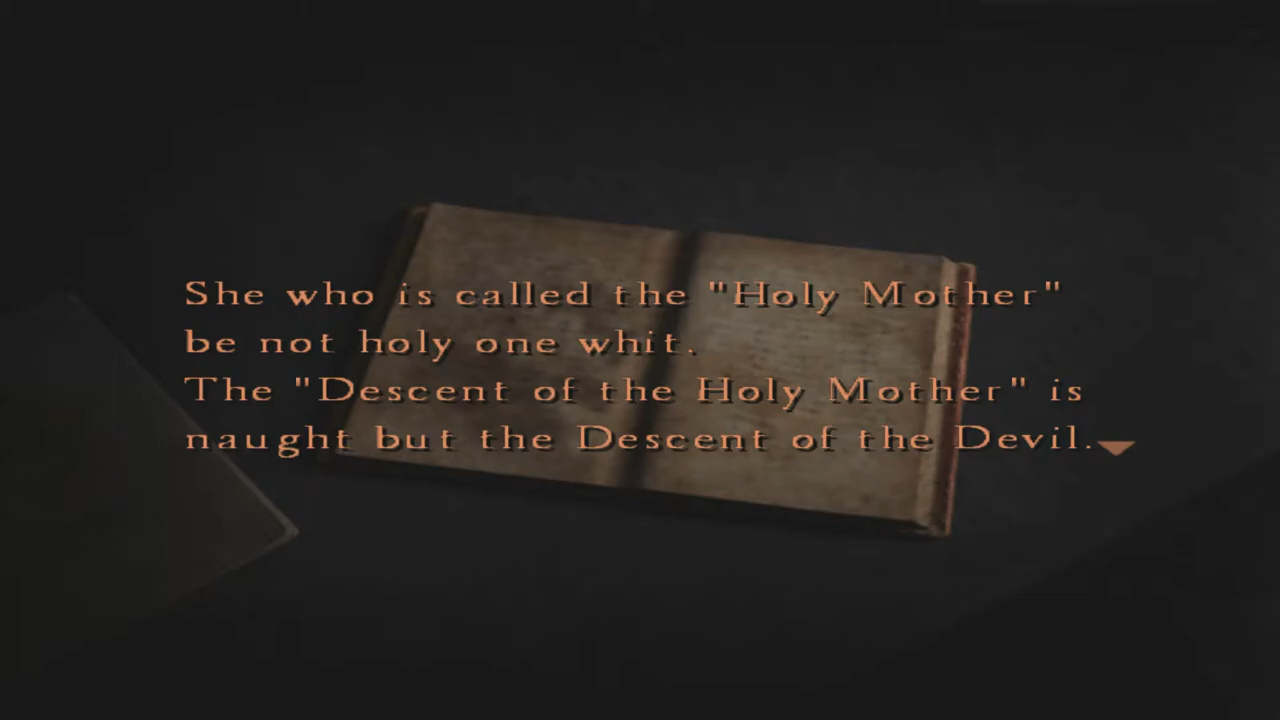 She who is called the "Holy Mother"
be not holy one whit.
The "Descent of the Holy Mother" is
naught but the Descent of the Devil.